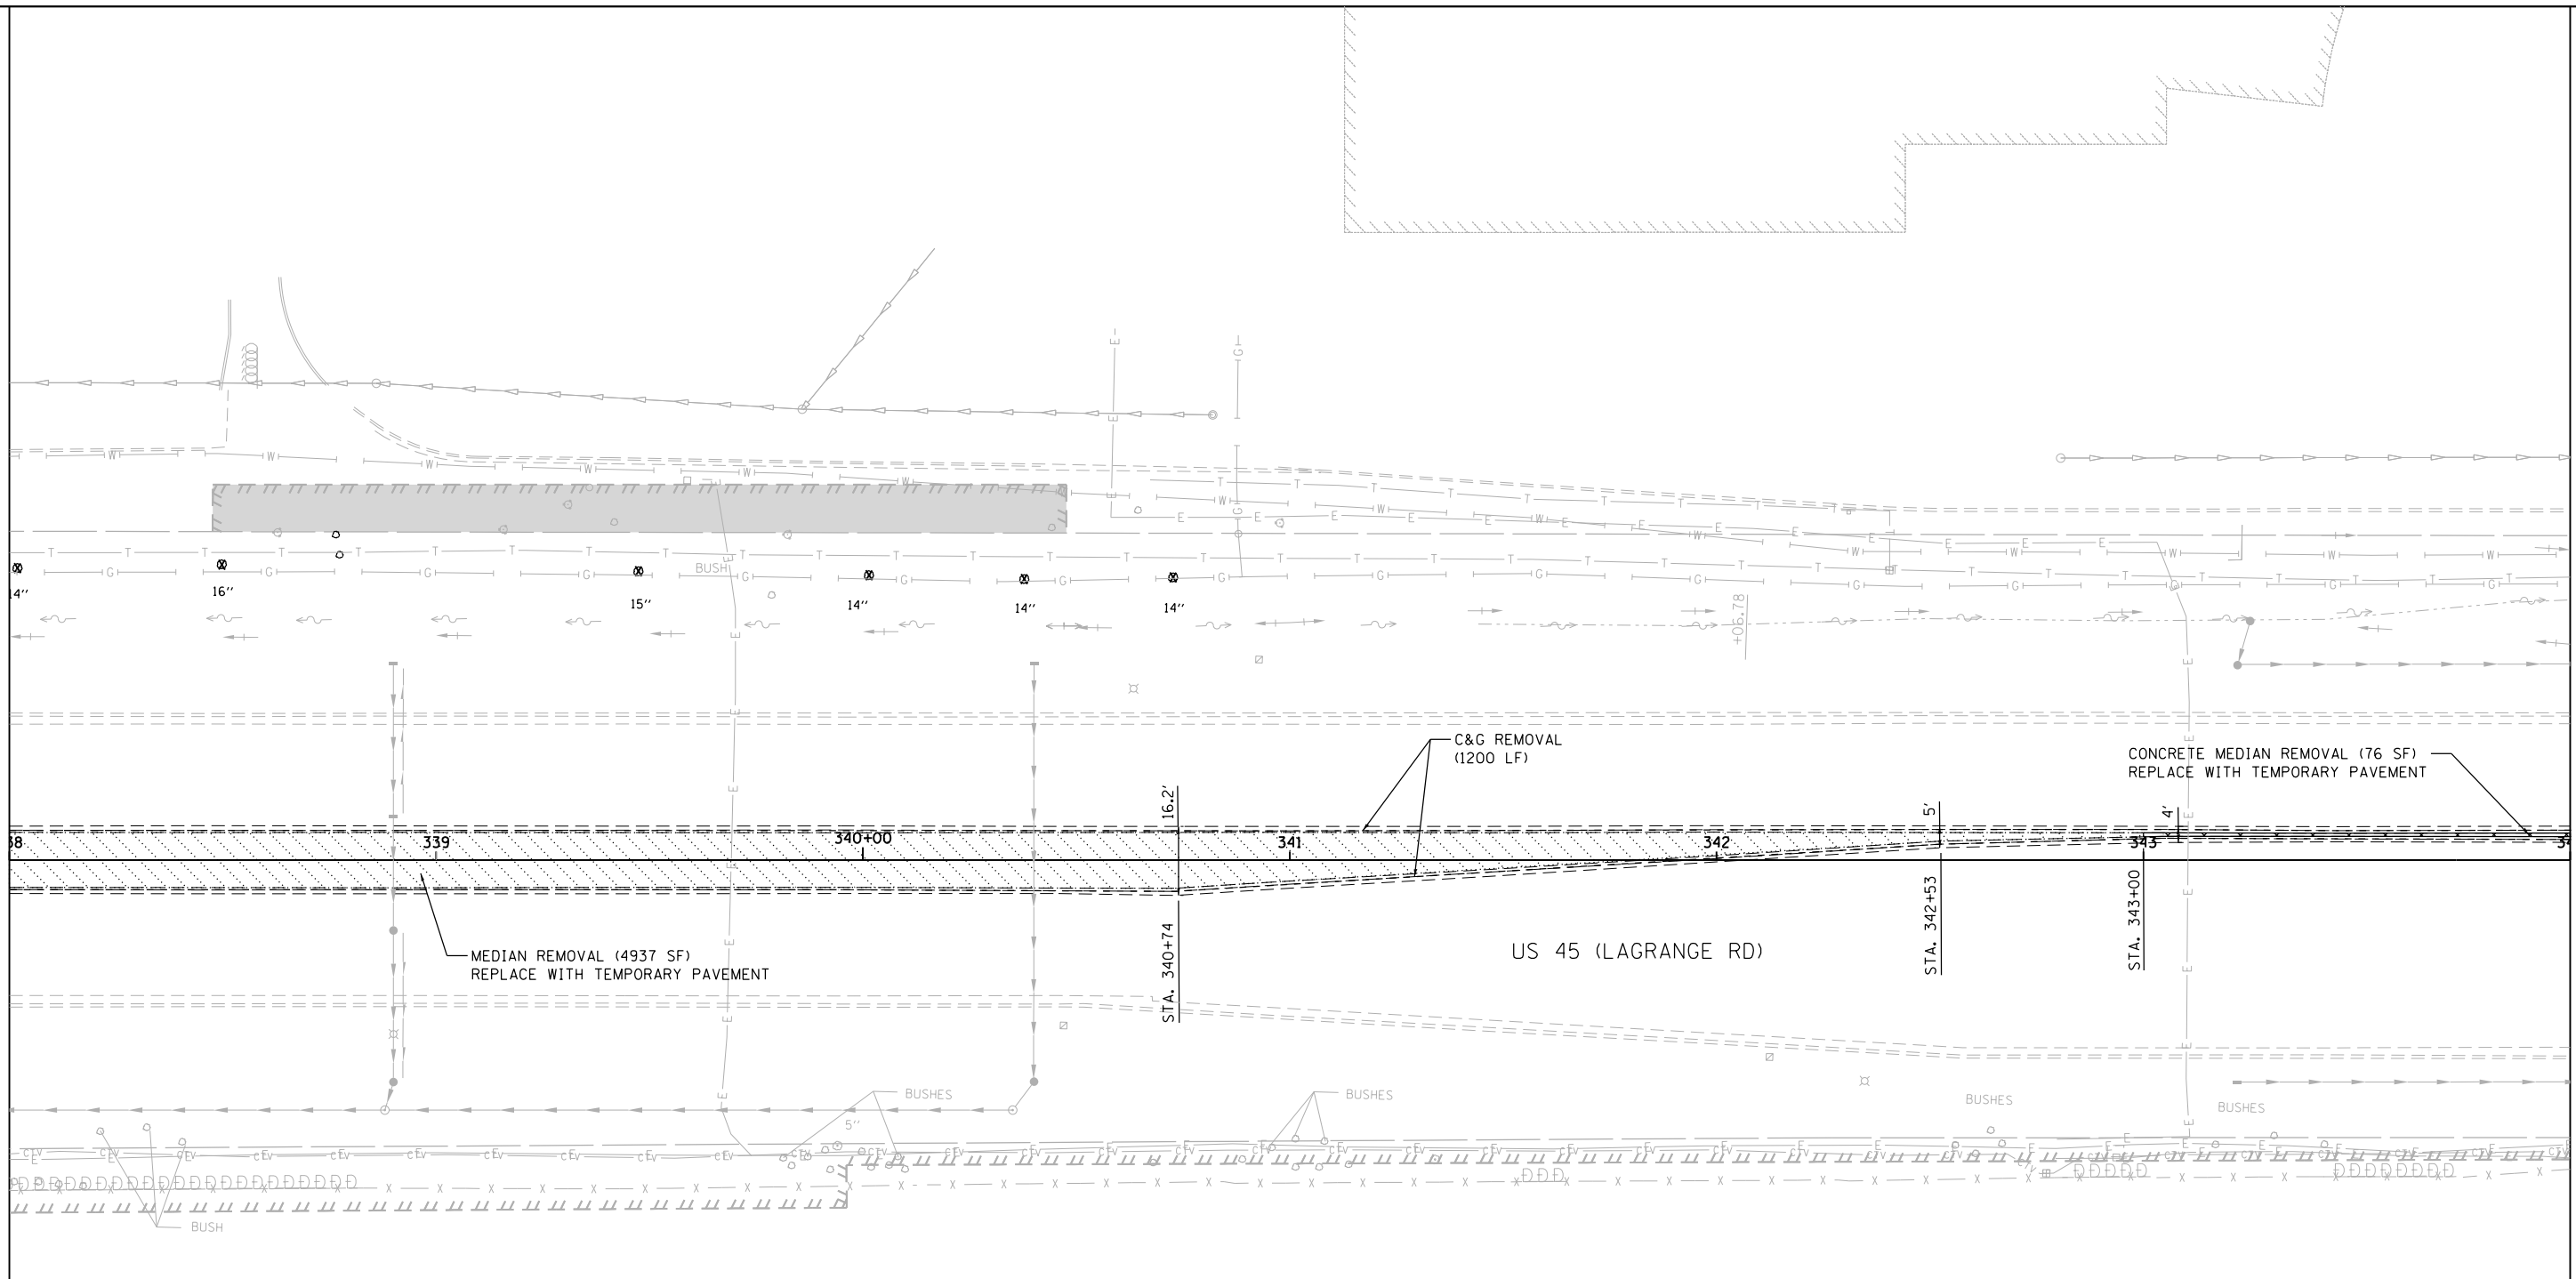 BUSH
14''
16''
15''
14''
14''
14''
+06.78
C&G REMOVAL
(1200 LF)
CONCRETE MEDIAN REMOVAL (76 SF)
REPLACE WITH TEMPORARY PAVEMENT
16.2'
5'
4'
38
339
340+00
341
342
343
34
STA. 340+74
STA. 342+53
STA. 343+00
MEDIAN REMOVAL (4937 SF)
REPLACE WITH TEMPORARY PAVEMENT
US 45 (LAGRANGE RD)
BUSHES
BUSHES
BUSHES
BUSHES
5''
BUSH